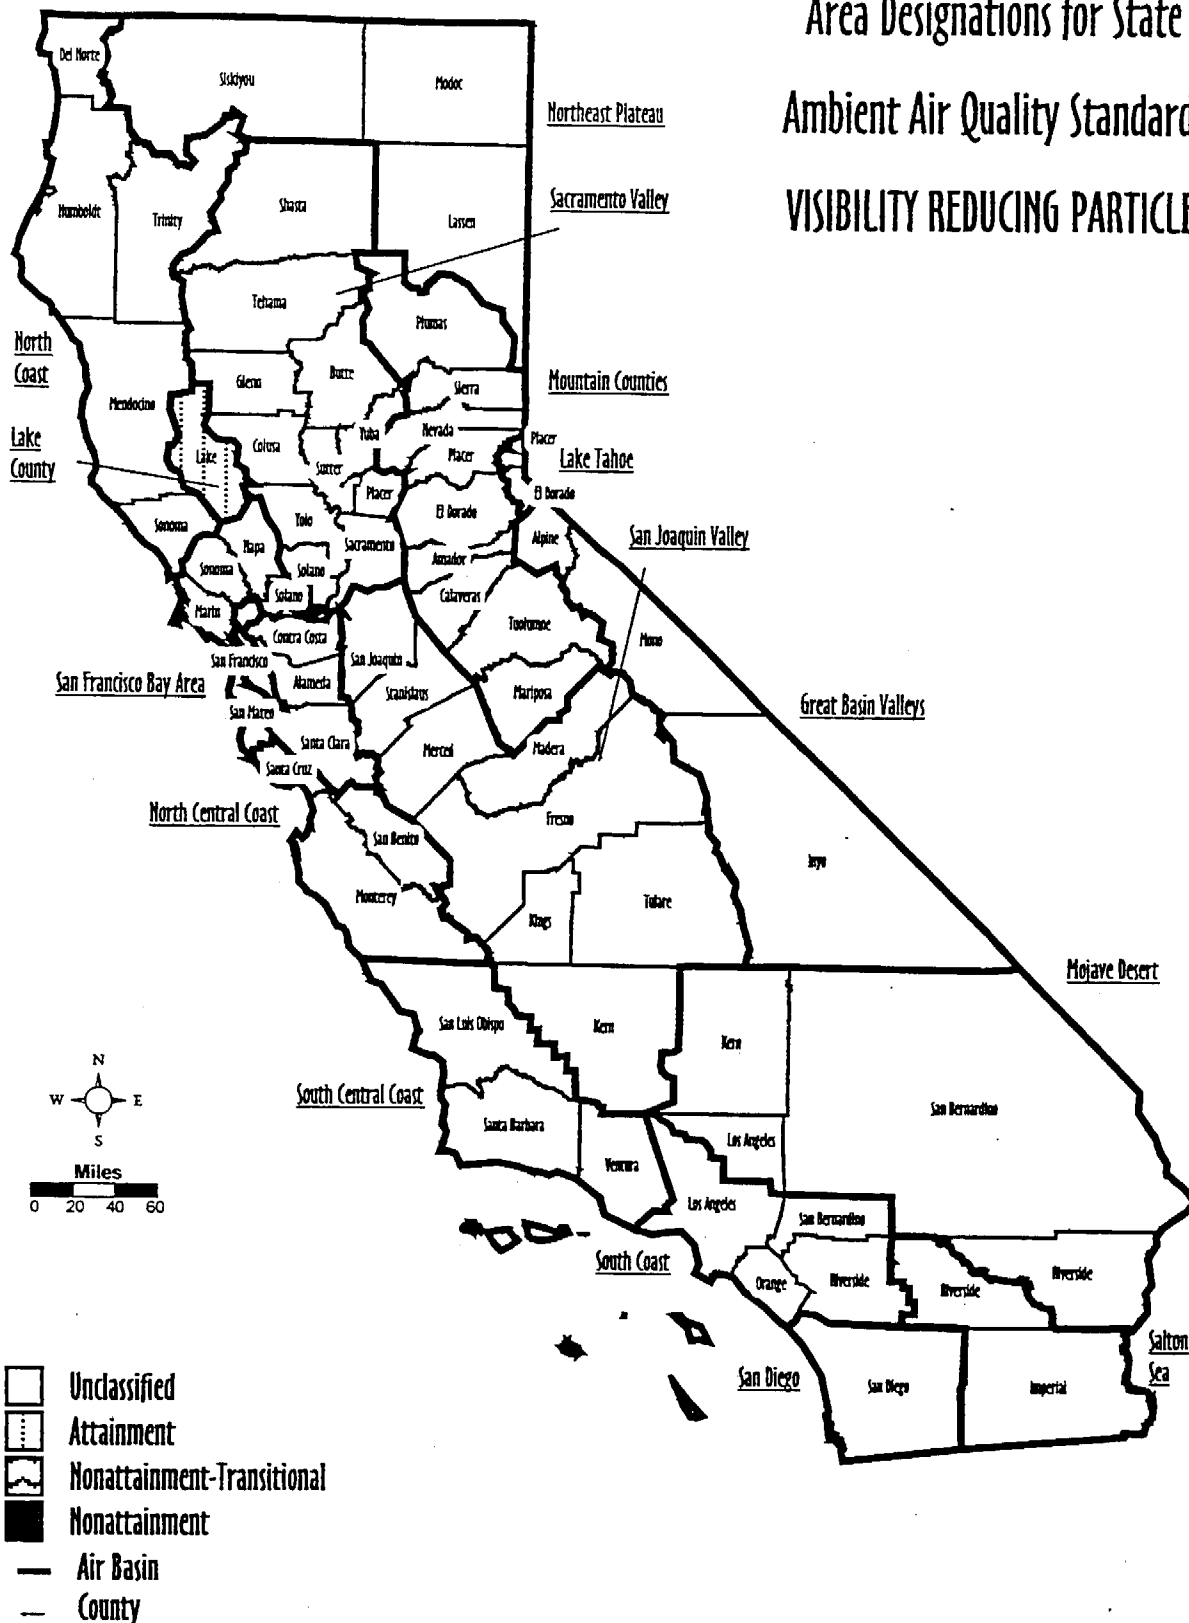 Area Designations for State
Ambient Air Quality Standard
VISIBILITY REDUCING PARTICLE
Del Norte
Siskiyou
Modoc
Northeast Plateau
Sacramento Valley
Humboldt
Trinity
Shasta
Lassen
Tehama
Plumas
North
Coast
Glenn
Butte
Sierra
Mountain Counties
Mendocino
Lake
County
Lake
Colusa
Yuba
Nevada
Placer
Lake Tahoe
Sutter
Placer
Placer
El Dorado
El Dorado
Sonoma
Yolo
Napa
Sacramento
Alpine
San Joaquin Valley
Sonoma
Solano
Amador
Solano
Calaveras
Marin
Tuolumne
Mono
Contra Costa
San Francisco
San Joaquin
San Francisco Bay Area
Alameda
Stanislaus
Mariposa
Great Basin Valleys
San Mateo
Santa Clara
Merced
Madera
Santa Cruz
North Central Coast
Fresno
San Benito
Inyo
Monterey
Kings
Tulare
Mojave Desert
San Luis Obispo
Kern
Kern
N
W E
S
South Central Coast
Santa Barbara
San Bernardino
Los Angeles
Ventura
Miles
0 20 40 60
Los Angeles
San Bernardino
South Coast
Orange
Riverside
Riverside
Riverside
Salton
Sea
San Diego
San Diego
Imperial
Unclassified
Attainment
Nonattainment-Transitional
Nonattainment
Air Basin
County